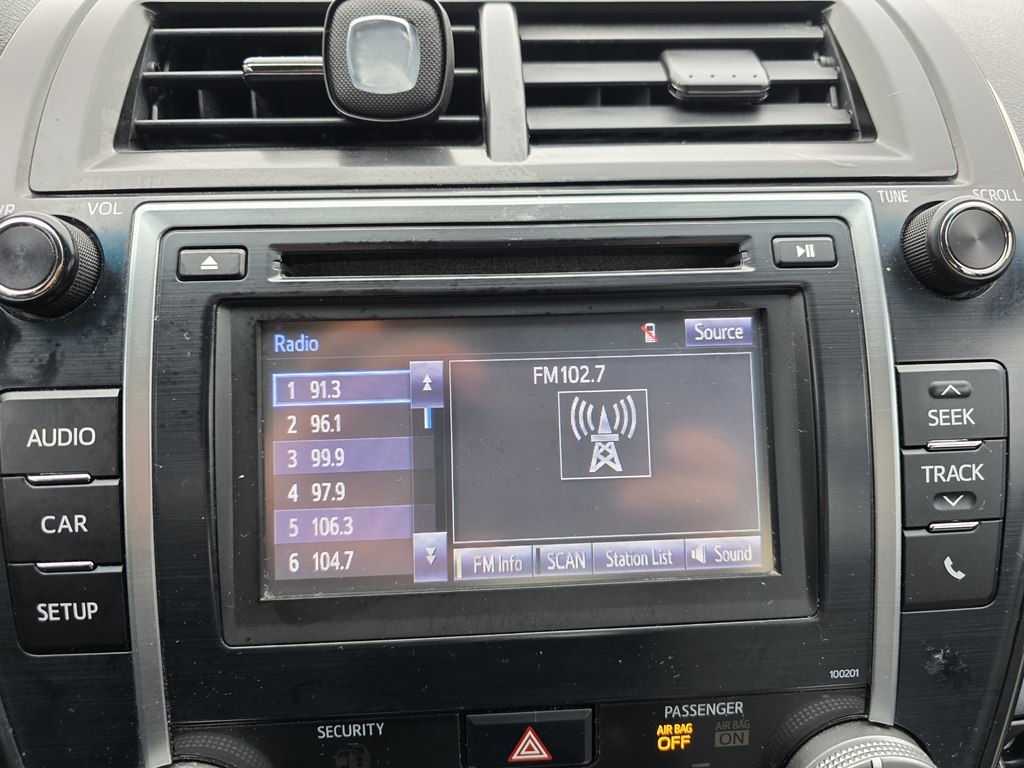 VOL
TUNE
SCROLL
Radio
Source
FM102.7
1 91.3
2 96.1
3 99.9
4 97.9
5 106.3
6 104.7
FM Info
SCAN
Station List
Sound
AUDIO
CAR
SETUP
SEEK
TRACK
100201
SECURITY
PASSENGER
AIR BAG
OFF
AIR BAG
ON